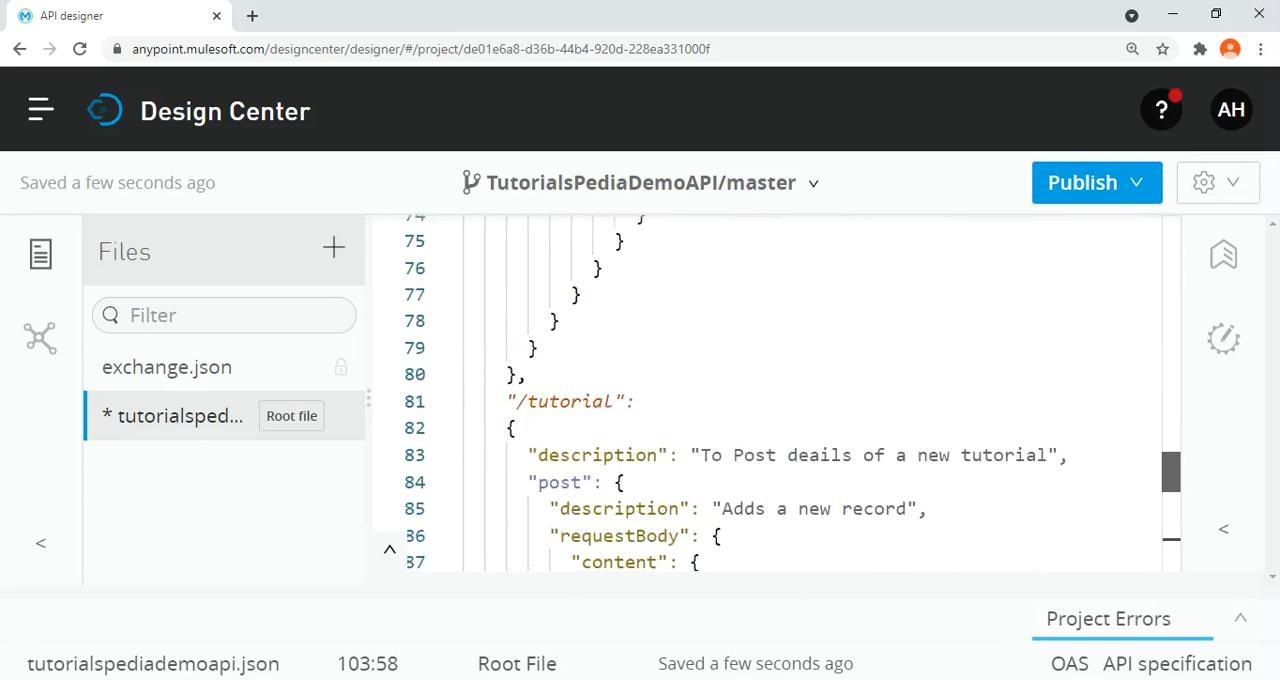 API designer
anypoint.mulesoft.com/designcenter/designer/#/project/de01e6a8-d36b-44b4-920d-228ea331000f
Design Center
?
AH
Saved a few seconds ago
TutorialsPediaDemoAPI/master
Publish
Files
Filter
exchange.json
* tutorialsped...
Root file
74 }
75 }
76 }
77 }
78 }
79 }
80 },
81 "/tutorial":
82 {
83 "description": "To Post deails of a new tutorial",
84 "post": {
85 "description": "Adds a new record",
86 "requestBody": {
87 "content": {
Project Errors
tutorialspediademoapi.json 103:58 Root File Saved a few seconds ago OAS API specification